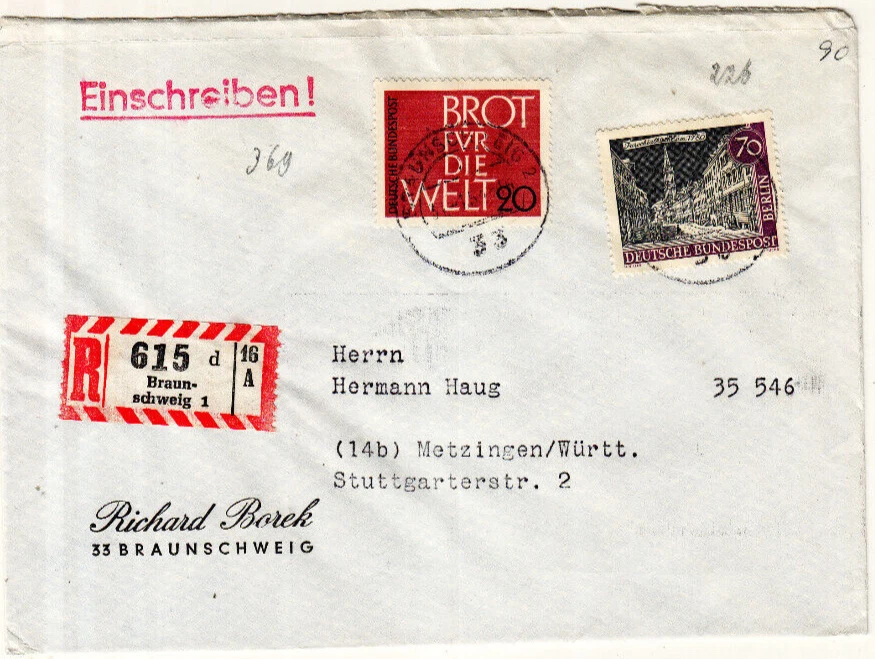 90
226
Einschreiben!
369
DEUTSCHE BUNDESPOST
BROT
FÜR
DIE
WELT 20
33
70
BERLIN
DEUTSCHE BUNDESPOST
R 615 d 16
A
Braun-
schweig 1
Herrn
Hermann Haug 35 546
(14b) Metzingen/Württ.
Stuttgarterstr. 2
Richard Borek
33 BRAUNSCHWEIG